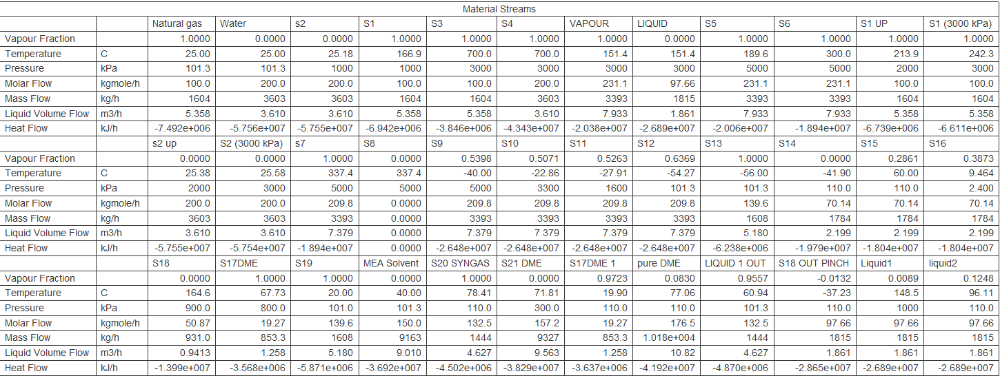 Material Streams
Natural gas Water s2 S1 S3 S4 VAPOUR LIQUID S5 S6 S1 UP S1 (3000 kPa)
Vapour Fraction 1.0000 0.0000 0.0000 1.0000 1.0000 1.0000 1.0000 0.0000 1.0000 1.0000 1.0000 1.0000
Temperature C 25.00 25.00 25.18 166.9 700.0 700.0 151.4 151.4 189.6 300.0 213.9 242.3
Pressure kPa 101.3 101.3 1000 1000 3000 3000 3000 3000 5000 5000 2000 3000
Molar Flow kgmole/h 100.0 200.0 200.0 100.0 100.0 200.0 231.1 97.66 231.1 231.1 100.0 100.0
Mass Flow kg/h 1604 3603 3603 1604 1604 3603 3393 1815 3393 3393 1604 1604
Liquid Volume Flow m3/h 5.358 3.610 3.610 5.358 5.358 3.610 7.933 1.861 7.933 7.933 5.358 5.358
Heat Flow kJ/h -7.492e+006 -5.756e+007 -5.755e+007 -6.942e+006 -3.846e+006 -4.343e+007 -2.038e+007 -2.689e+007 -2.006e+007 -1.894e+007 -6.739e+006 -6.611e+006
s2 up S2 (3000 kPa) s7 S8 S9 S10 S11 S12 S13 S14 S15 S16
Vapour Fraction 0.0000 0.0000 1.0000 0.0000 0.5398 0.5071 0.5263 0.6369 1.0000 0.0000 0.2861 0.3873
Temperature C 25.38 25.58 337.4 337.4 -40.00 -22.86 -27.91 -54.27 -56.00 -41.90 60.00 9.464
Pressure kPa 2000 3000 5000 5000 5000 3300 1600 101.3 101.3 110.0 110.0 2.400
Molar Flow kgmole/h 200.0 200.0 209.8 0.0000 209.8 209.8 209.8 209.8 139.6 70.14 70.14 70.14
Mass Flow kg/h 3603 3603 3393 0.0000 3393 3393 3393 3393 1608 1784 1784 1784
Liquid Volume Flow m3/h 3.610 3.610 7.379 0.0000 7.379 7.379 7.379 7.379 5.180 2.199 2.199 2.199
Heat Flow kJ/h -5.755e+007 -5.754e+007 -1.894e+007 0.0000 -2.648e+007 -2.648e+007 -2.648e+007 -2.648e+007 -6.238e+006 -1.979e+007 -1.804e+007 -1.804e+007
S18 S17DME S19 MEA Solvent S20 SYNGAS S21 DME S17DME 1 pure DME LIQUID 1 OUT S18 OUT PINCH Liquid1 liquid2
Vapour Fraction 0.0000 1.0000 1.0000 0.0000 1.0000 0.0000 0.9723 0.0830 0.9557 -0.0132 0.0089 0.1248
Temperature C 164.6 67.73 20.00 40.00 78.41 71.81 19.90 77.06 60.94 -37.23 148.5 96.11
Pressure kPa 900.0 800.0 101.0 101.3 110.0 300.0 110.0 110.0 101.3 110.0 1000 110.0
Molar Flow kgmole/h 50.87 19.27 139.6 150.0 132.5 157.2 19.27 176.5 132.5 97.66 97.66 97.66
Mass Flow kg/h 931.0 853.3 1608 9163 1444 9327 853.3 1.018e+004 1444 1815 1815 1815
Liquid Volume Flow m3/h 0.9413 1.258 5.180 9.010 4.627 9.563 1.258 10.82 4.627 1.861 1.861 1.861
Heat Flow kJ/h -1.399e+007 -3.568e+006 -5.871e+006 -3.692e+007 -4.502e+006 -3.829e+007 -3.637e+006 -4.192e+007 -4.870e+006 -2.865e+007 -2.689e+007 -2.689e+007